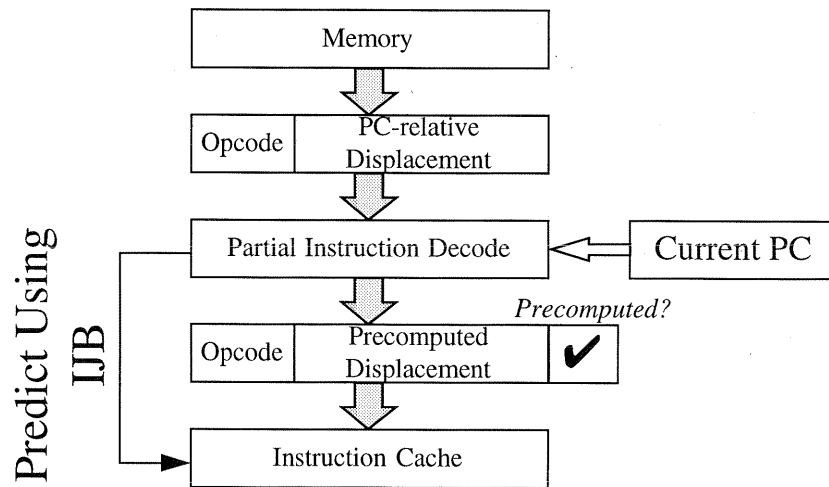 Memory
Opcode
PC-relative
Displacement
Partial Instruction Decode
Current PC
Precomputed?
Opcode
Precomputed
Displacement
Instruction Cache
Predict Using
IJB